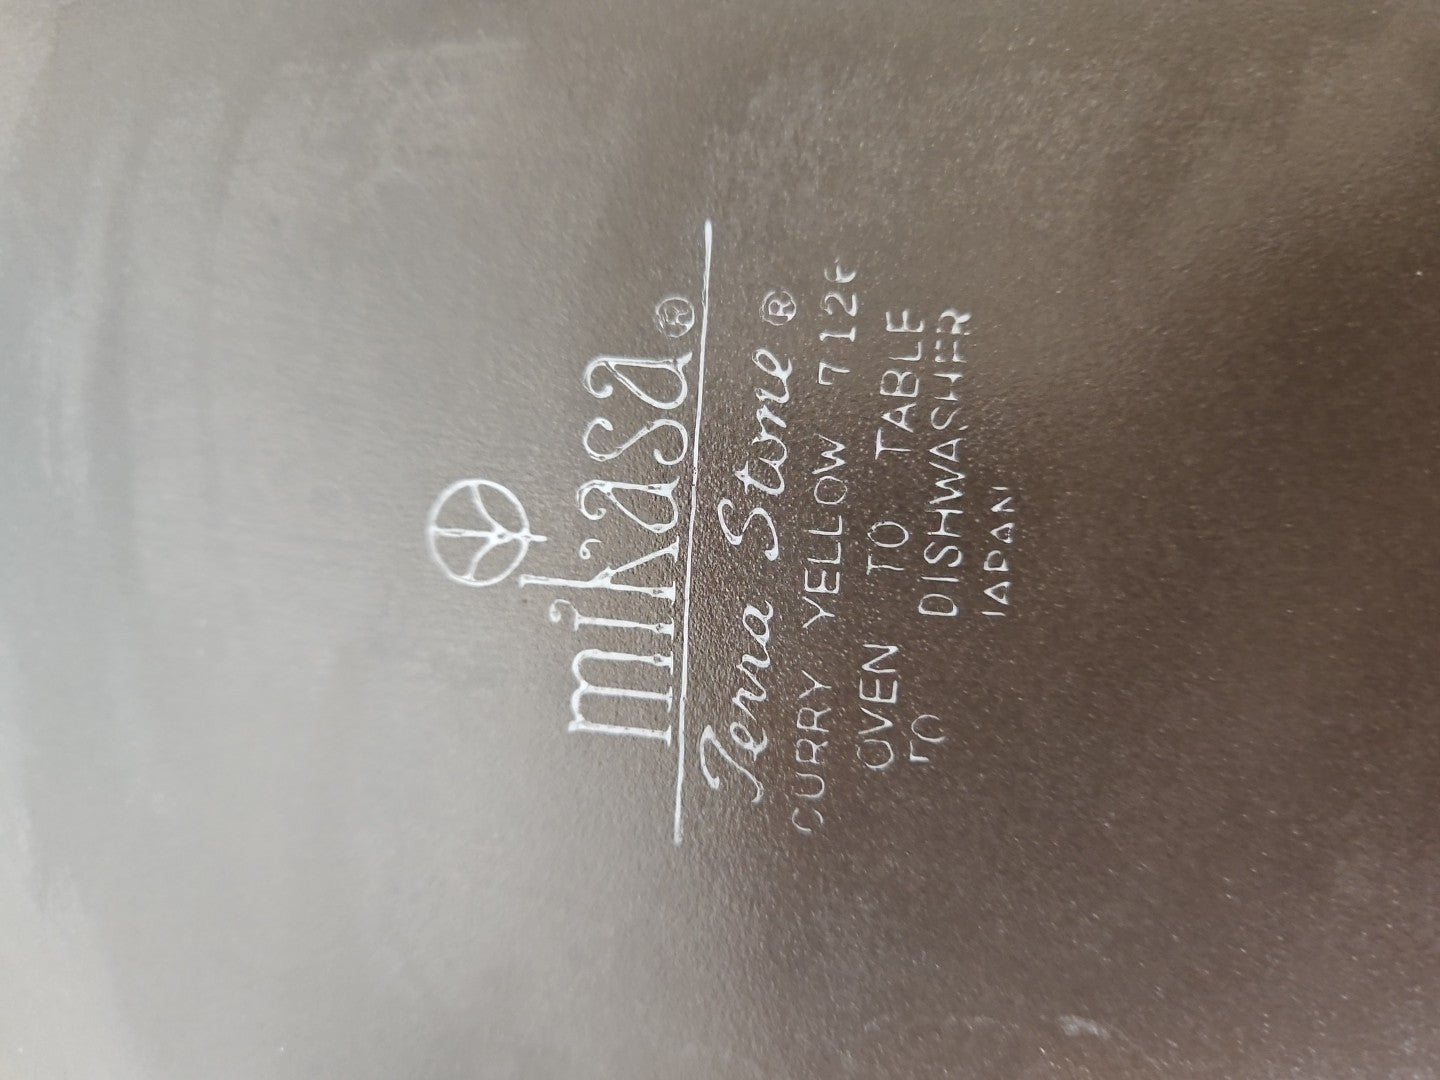 mikasa®
Terra Stone®
CURRY YELLOW 7126
OVEN TO TABLE
TO DISHWASHER
JAPAN